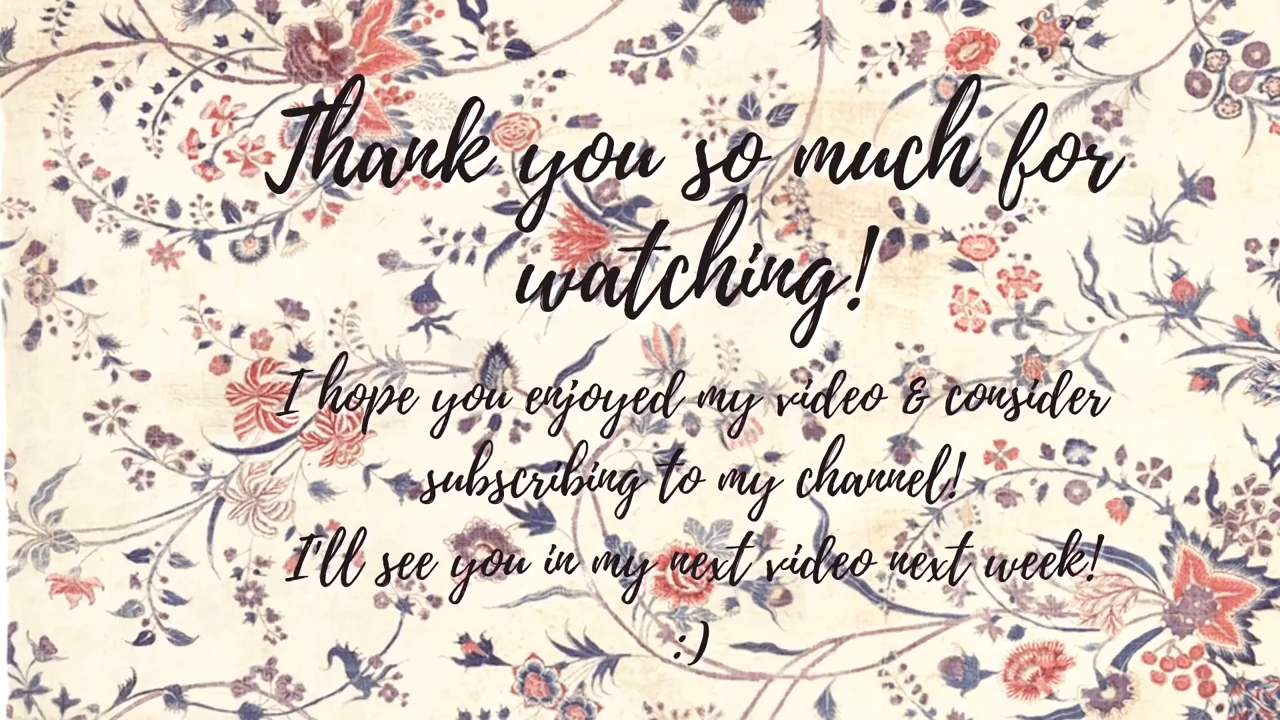 Thank you so much for
watching!
I hope you enjoyed my video & consider
subscribing to my channel!
I'll see you in my next video next week!
:)